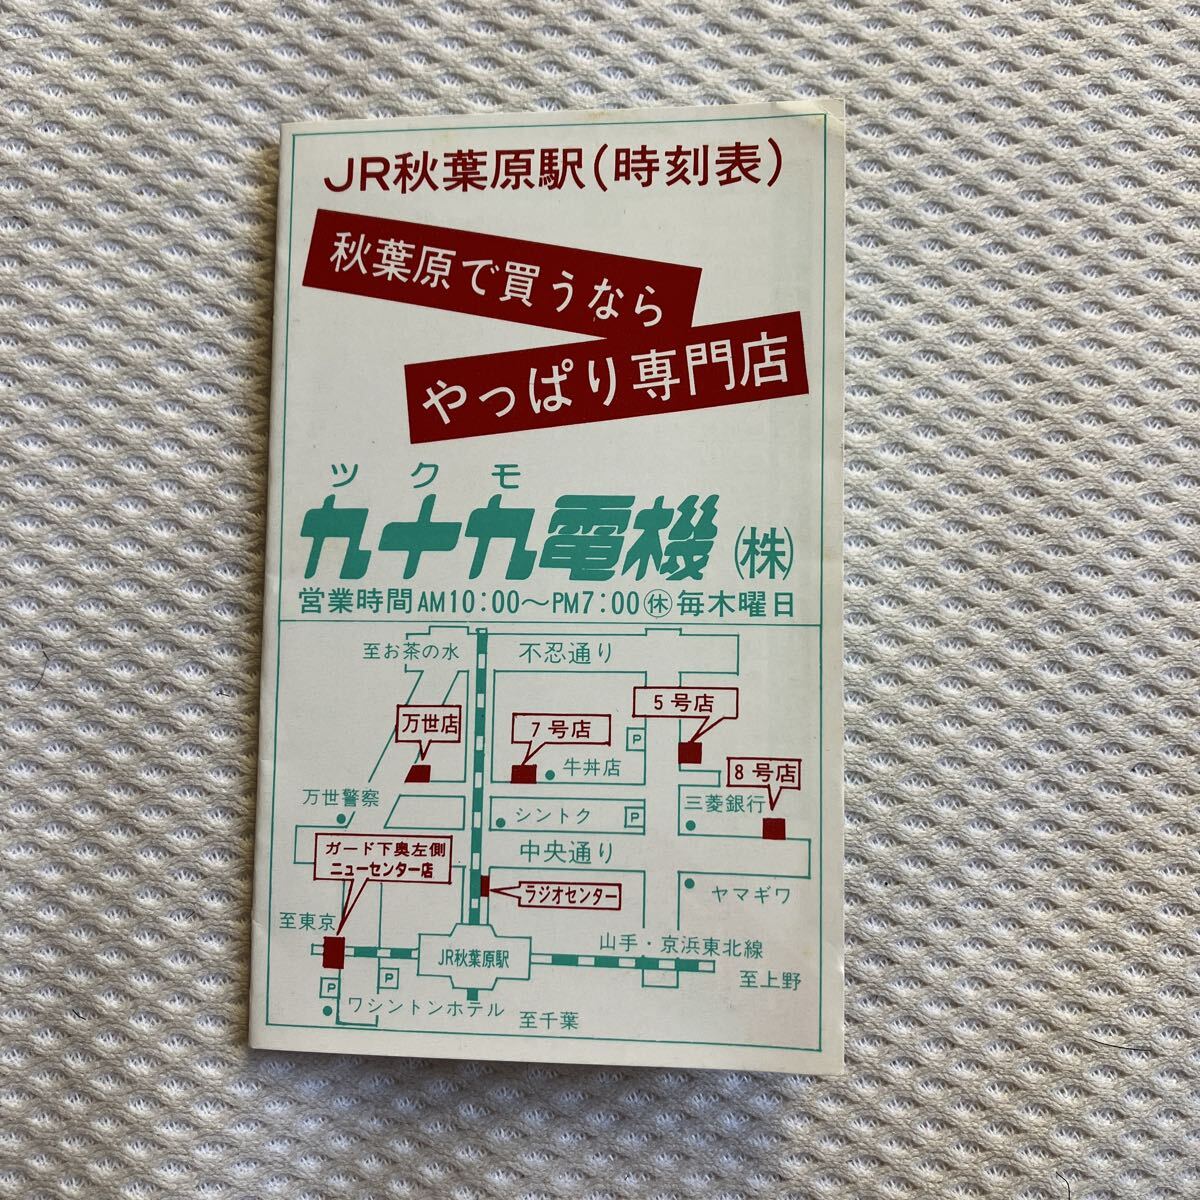 JR秋葉原駅(時刻表)
秋葉原で買うなら
やっぱり専門店
ツクモ
九十九電機(株)
営業時間AM10:00〜PM7:00㊡毎木曜日
至お茶の水
不忍通り
5号店
万世店
7号店
P
牛丼店
8号店
万世警察
シントク
P
三菱銀行
ガード下奥左側
ニューセンター店
中央通り
ラジオセンター
ヤマギワ
至東京
JR秋葉原駅
山手・京浜東北線
至上野
P
P
ワシントンホテル
至千葉